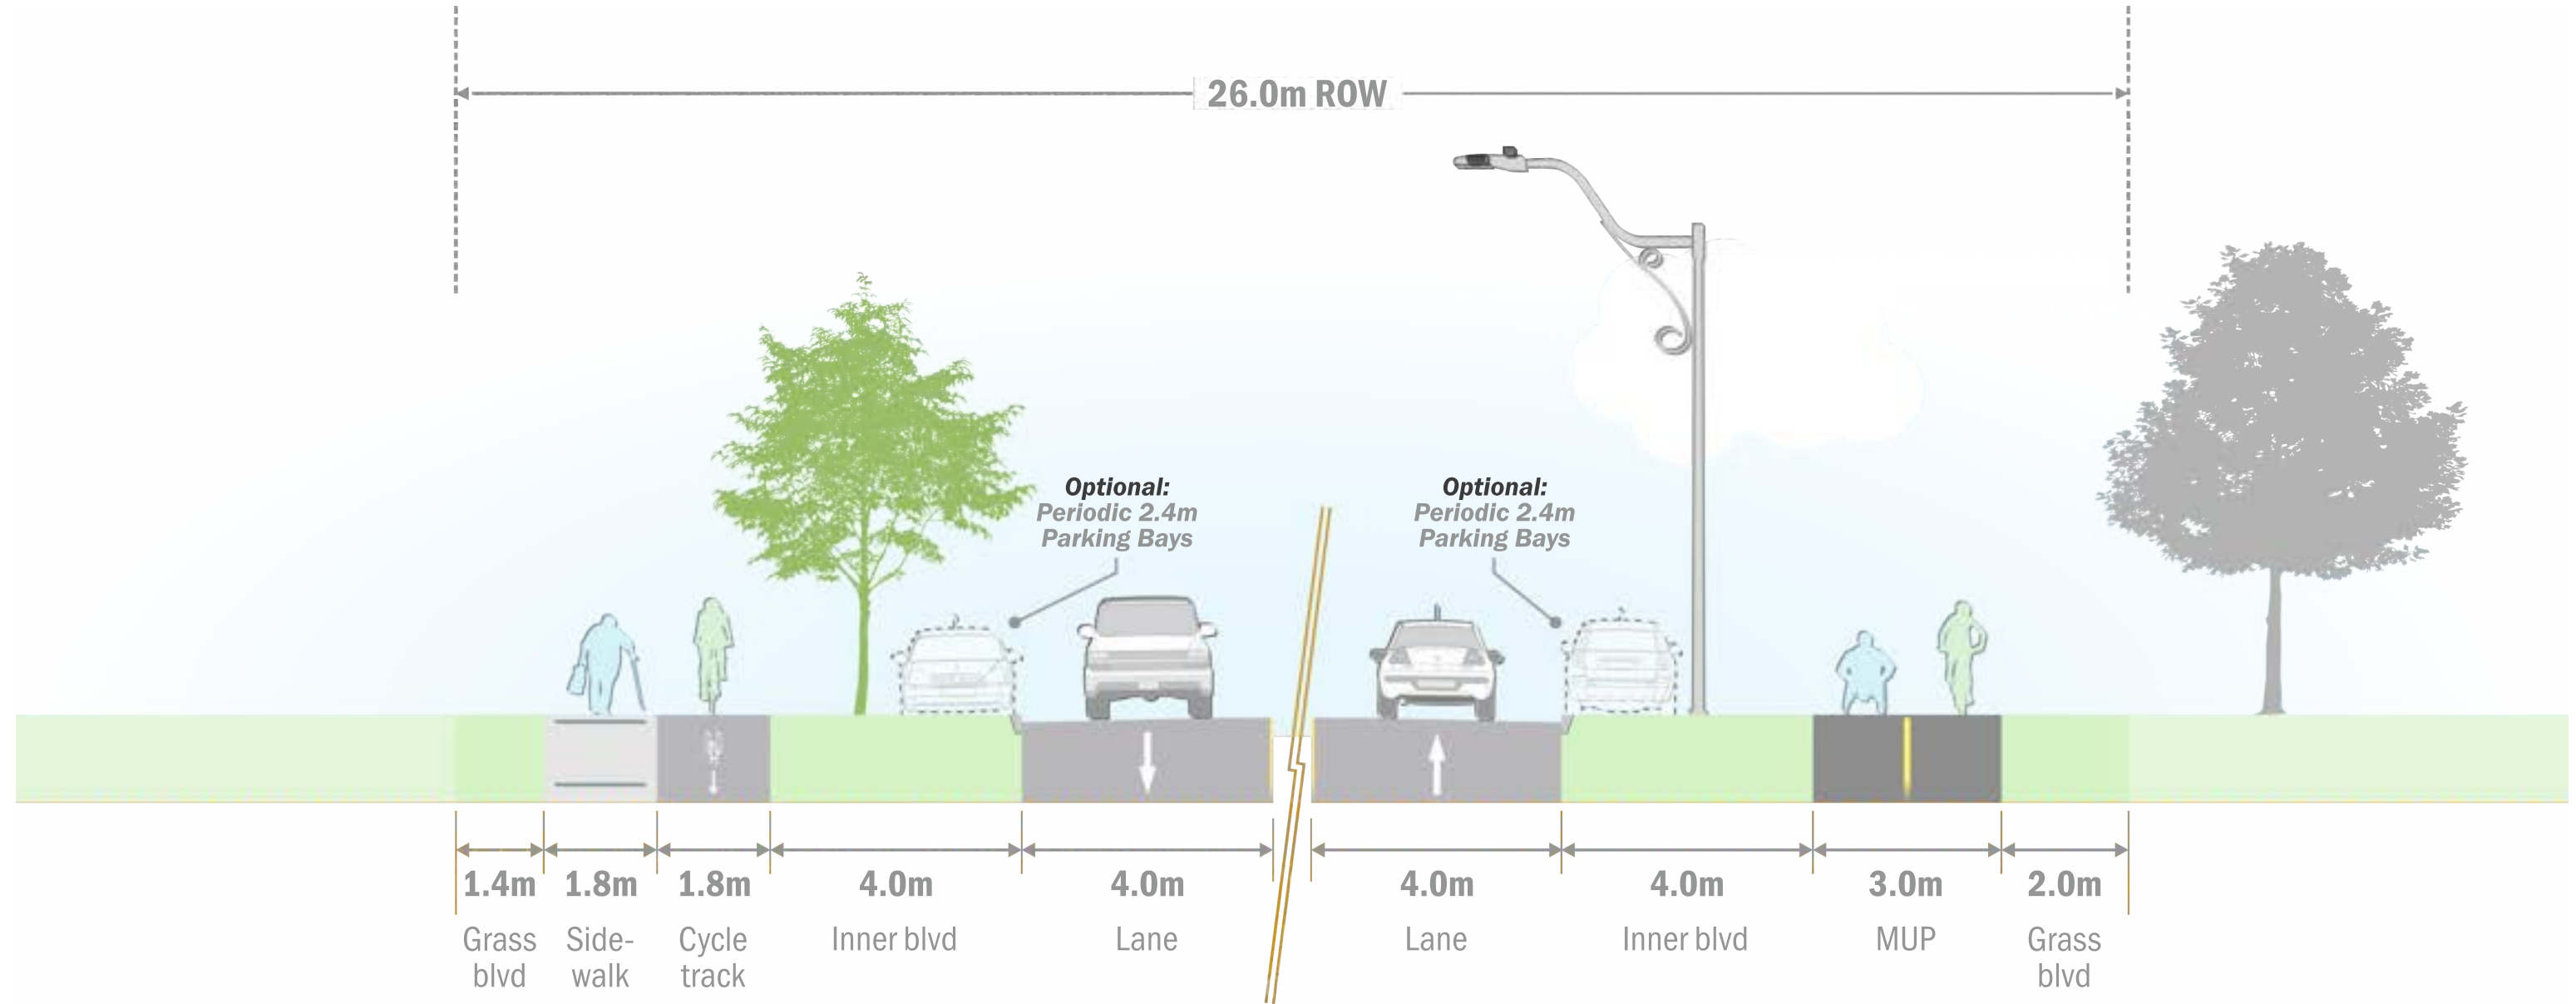 26.0m ROW
Optional:
Periodic 2.4m
Parking Bays
Optional:
Periodic 2.4m
Parking Bays
1.4m
1.8m
1.8m
4.0m
4.0m
4.0m
4.0m
3.0m
2.0m
Grass
blvd
Side-
walk
Cycle
track
Inner blvd
Lane
Lane
Inner blvd
MUP
Grass
blvd